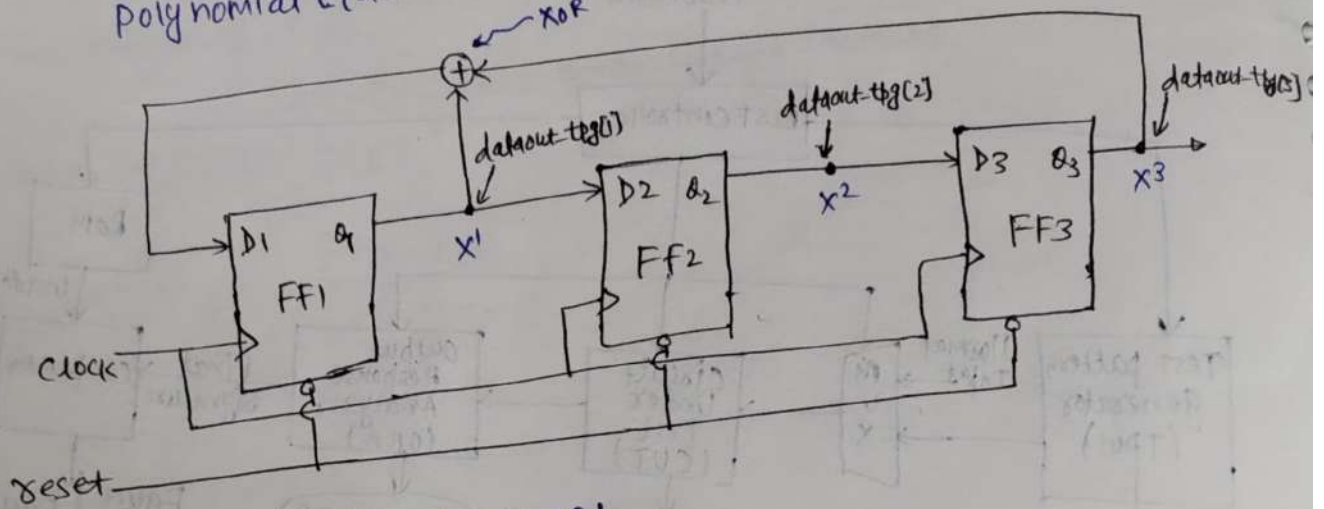 polynomial
XOR
dataout-tpg[1]
dataout-tpg[2]
dataout-tpg[3]
D1 Q1
FF1
X¹
D2 Q2
FF2
X²
D3 Q3
FF3
X³
Clock
reset